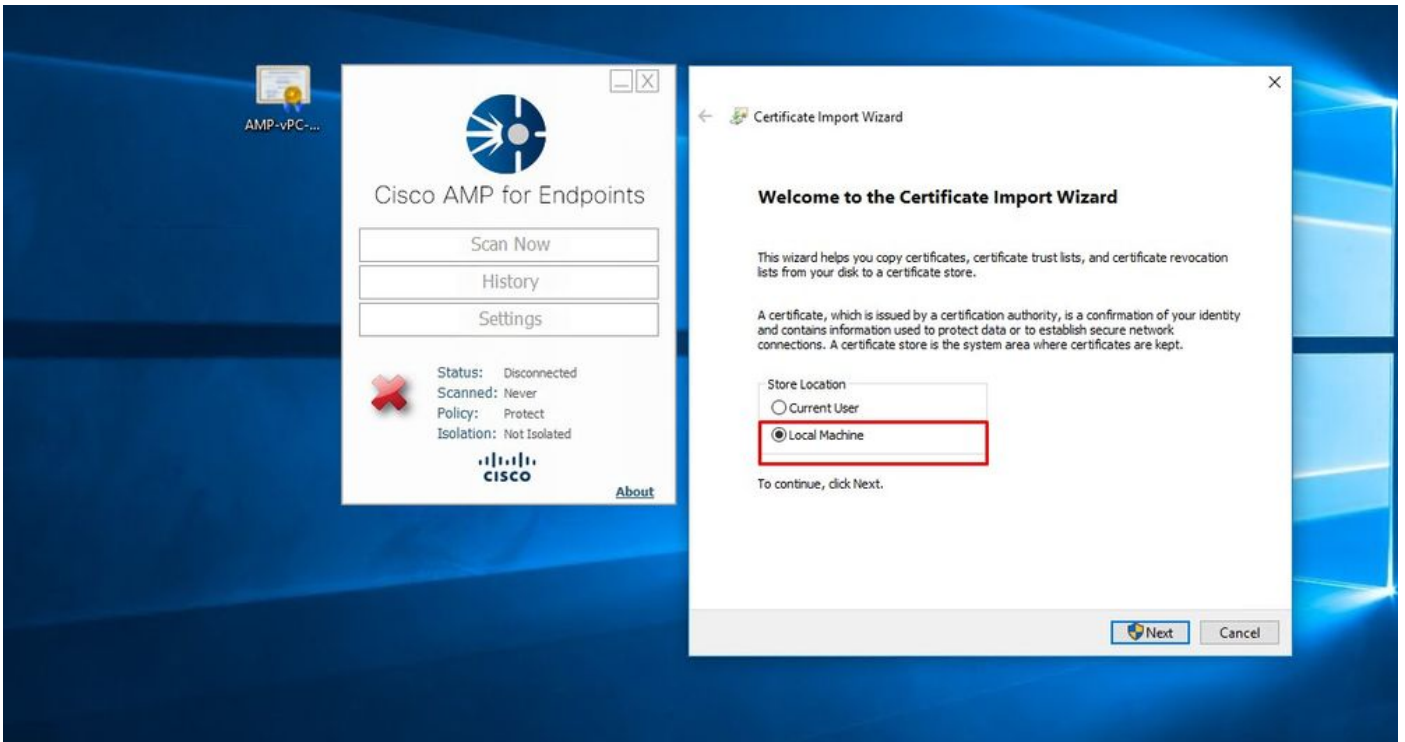 AMP-vPC-...
Cisco AMP for Endpoints
Scan Now
History
Settings
Status: Disconnected
Scanned: Never
Policy: Protect
Isolation: Not Isolated
CISCO
About
Certificate Import Wizard
Welcome to the Certificate Import Wizard
This wizard helps you copy certificates, certificate trust lists, and certificate revocation
lists from your disk to a certificate store.
A certificate, which is issued by a certification authority, is a confirmation of your identity
and contains information used to protect data or to establish secure network
connections. A certificate store is the system area where certificates are kept.
Store Location
Current User
Local Machine
To continue, click Next.
Next
Cancel